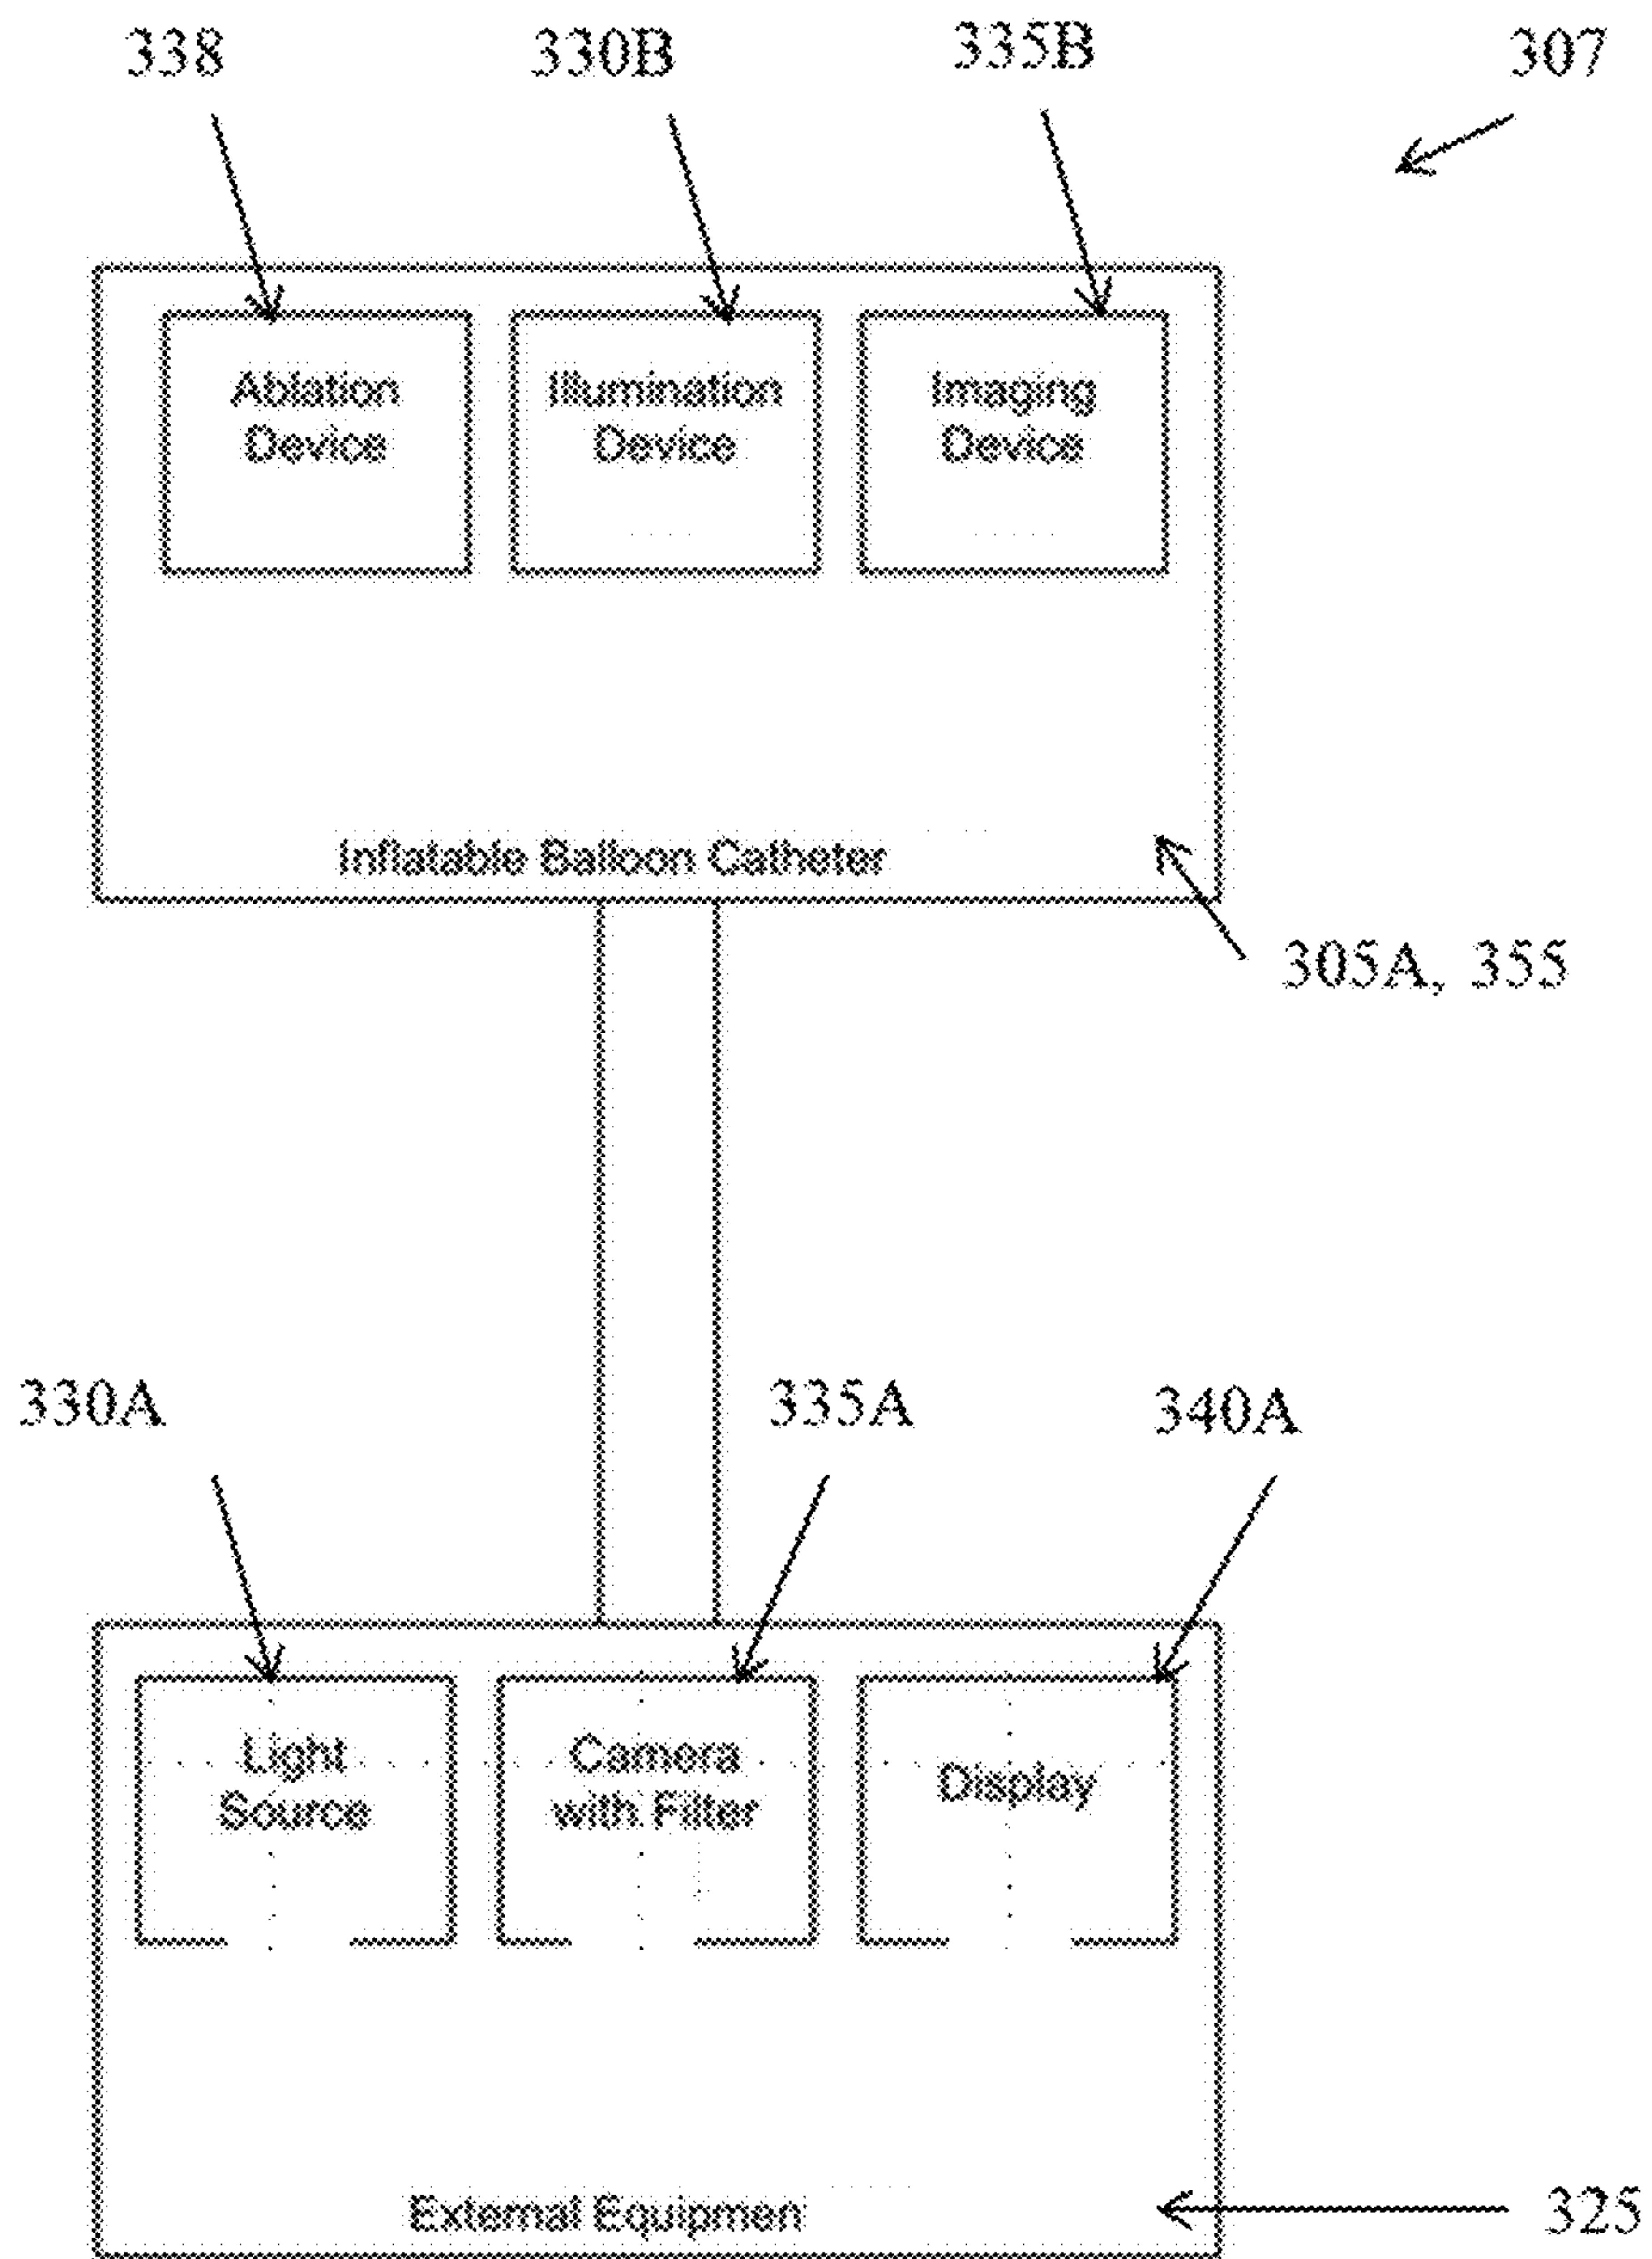 338
330B
335B
307
Ablation
Device
Illumination
Device
Imaging
Device
Inflatable Balloon Catheter
305A, 355
330A
335A
340A
Light
Source
Camera
with Filter
Display
External Equipmen
325